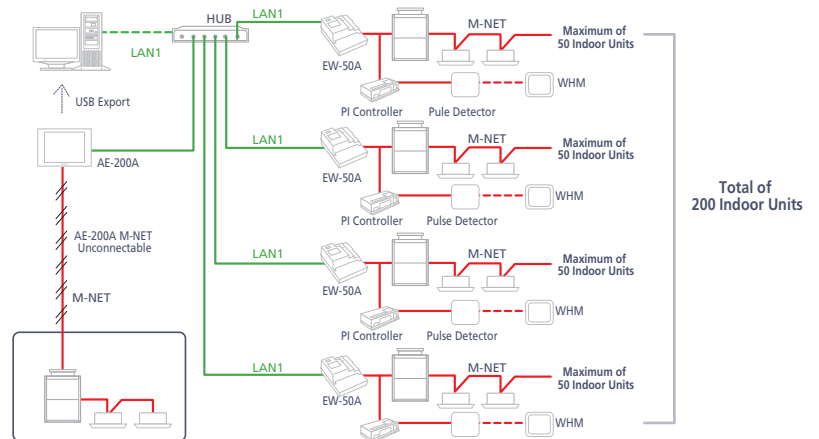 HUB
LAN1
M-NET
Maximum of
50 Indoor Units
LAN1
EW-50A
WHM
USB Export
PI Controller
Pule Detector
AE-200A
LAN1
M-NET
Maximum of
50 Indoor Units
EW-50A
WHM
PI Controller
Pulse Detector
Total of
200 Indoor Units
AE-200A M-NET
Unconnectable
LAN1
M-NET
Maximum of
50 Indoor Units
EW-50A
M-NET
WHM
PI Controller
Pulse Detector
LAN1
M-NET
Maximum of
50 Indoor Units
EW-50A
WHM